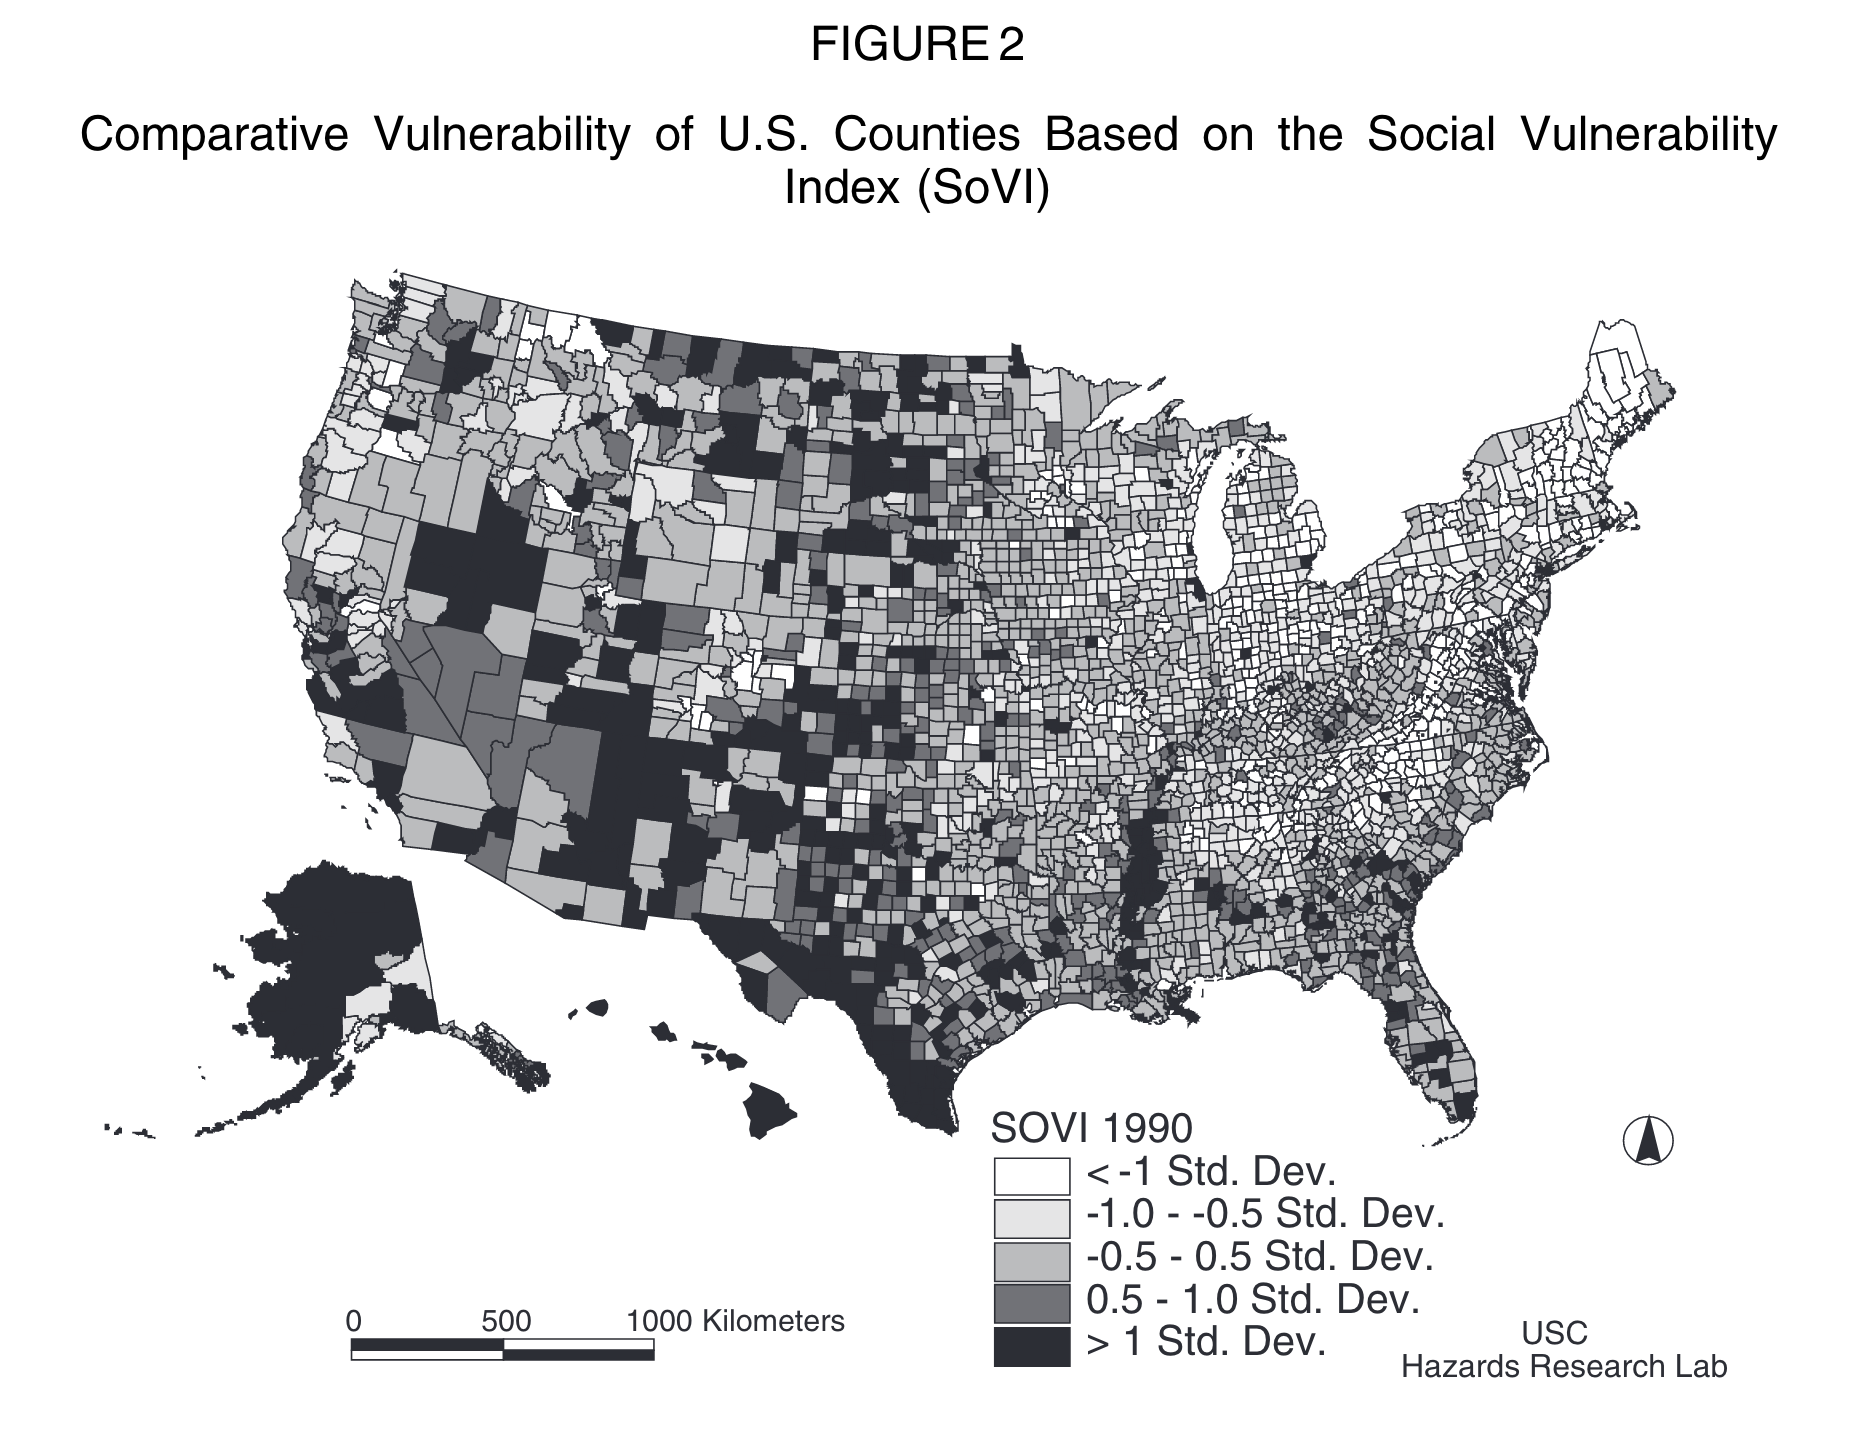 FIGURE 2
Comparative Vulnerability of U.S. Counties Based on the Social Vulnerability
Index (SoVI)
SOVI 1990
< -1 Std. Dev.
-1.0 - -0.5 Std. Dev.
-0.5 - 0.5 Std. Dev.
0.5 - 1.0 Std. Dev.
> 1 Std. Dev.
0 500 1000 Kilometers
USC
Hazards Research Lab